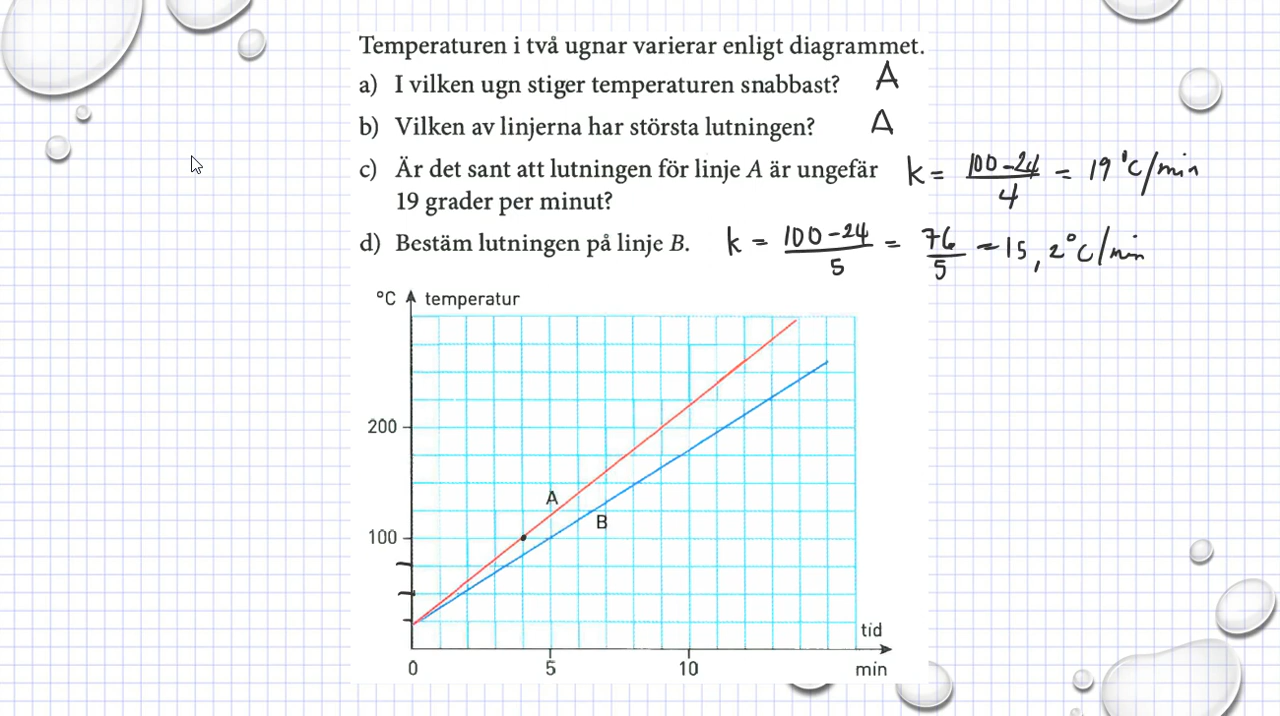 Temperaturen i två ugnar varierar enligt diagrammet.
a) I vilken ugn stiger temperaturen snabbast? A
b) Vilken av linjerna har största lutningen? A
c) Är det sant att lutningen för linje A är ungefär
19 grader per minut?
k = (100-24)/4 = 19 °C/min
d) Bestäm lutningen på linje B. k = (100-24)/5 = 76/5 = 15,2°C/min
°C temperatur
200
A
B
100
tid
0 5 10 min